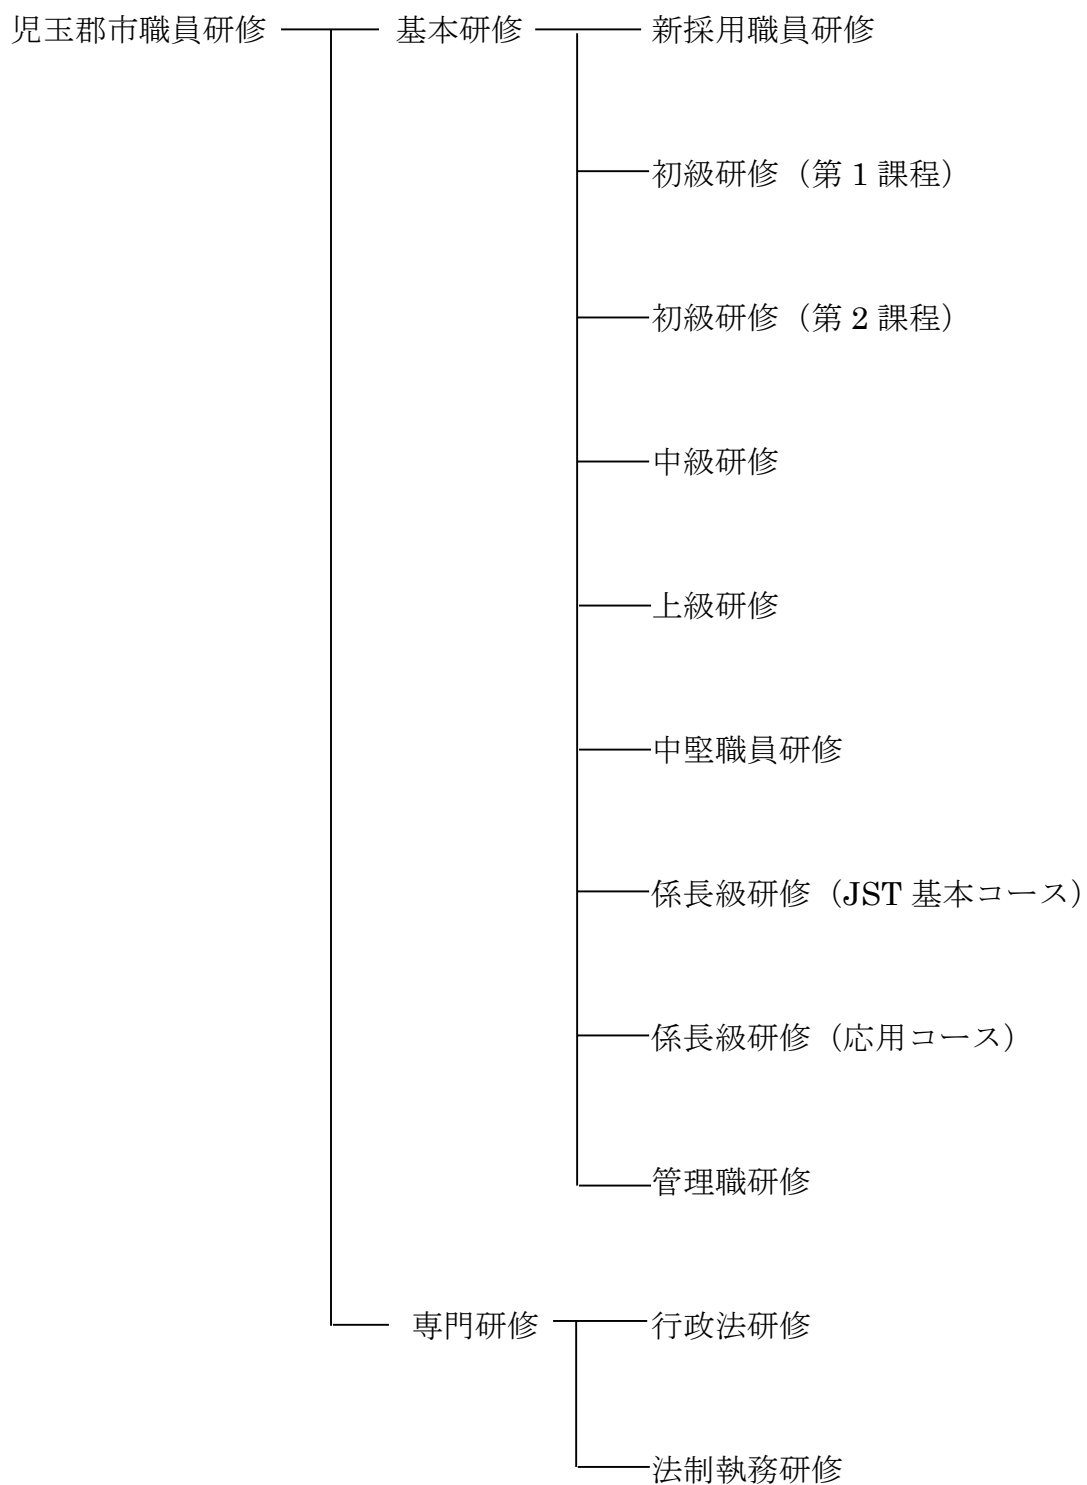 児玉郡市職員研修 基本研修 新採用職員研修
初級研修（第 1 課程）
初級研修（第 2 課程）
中級研修
上級研修
中堅職員研修
係長級研修（JST 基本コース）
係長級研修（応用コース）
管理職研修
専門研修 行政法研修
法制執務研修